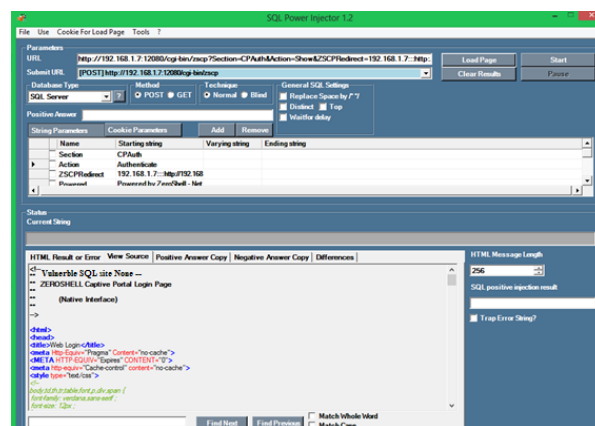 SQL Power Injector 1.2
File Use Cookie For Load Page Tools ?
Parameters
URL http://192.168.1.7:12080/cgi-bin/zscp?Section=CPAuth&Action=Show&ZSCPRedirect=192.168.1.7:::http:
Load Page Start
Submit URL [POST] http://192.168.1.7:12080/cgi-bin/zscp
Clear Results Pause
Database Type Method Technique General SQL Settings
SQL Server ? POST GET Normal Blind Replace Space by /**/
Distinct Top
Waitfor delay
Positive Answer
String Parameters Cookie Parameters Add Remove
Name Starting string Varying string Ending string
Section CPAuth
Action Authenticate
ZSCPRedirect 192.168.1.7:::http://192.168
Powered Powered by ZeroShell - Net
Status
Current String
HTML Result or Error View Source Positive Answer Copy Negative Answer Copy Differences
HTML Message Length
256
SQL positive injection result
Trap Error String?
<!--
** Vulnerble SQL site None --
** ZEROSHELL Captive Portal Login Page
** (Native Interface)
-->
<html>
<head>
<title>Web Login</title>
<meta Http-Equiv="Pragma" Content="no-cache">
<META HTTP-EQUIV="Expires" CONTENT="0">
<meta http-equiv="Cache-control" content="no-cache">
<style type="text/css">
<!--
body,td,th,tr,table,font,p,div,span {
font-family: verdana,sans-serif ;
font-size: 12px ;
Find Next Find Previous Match Whole Word
Match Case